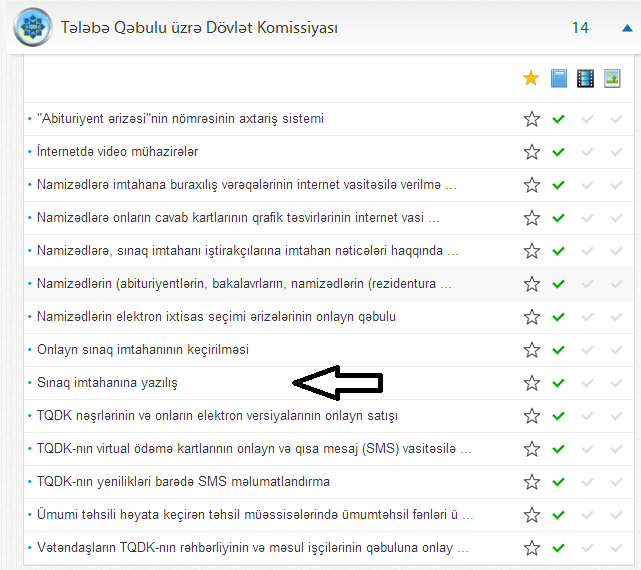 Tələbə Qəbulu üzrə Dövlət Komissiyası 14
• "Abituriyent ərizəsi"nin nömrəsinin axtariş sistemi
• İnternetdə video mühazirələr
• Namizədlərə imtahana buraxılış vərəqələrinin internet vasitəsilə verilmə ...
• Namizədlərə onların cavab kartlarının qrafik təsvirlərinin internet vasi ...
• Namizədlərə, sınaq imtahanı iştirakçılarına imtahan nəticələri haqqında ...
• Namizədlərin (abituriyentlərin, bakalavrların, namizədlərin (rezidentura ...
• Namizədlərin elektron ixtisas seçimi ərizələrinin onlayn qəbulu
• Onlayn sınaq imtahanının keçirilməsi
• Sınaq imtahanına yazılış
• TQDK nəşrlərinin və onların elektron versiyalarının onlayn satışı
• TQDK-nın virtual ödəmə kartlarının onlayn və qısa mesaj (SMS) vasitəsilə ...
• TQDK-nın yenilikləri barədə SMS məlumatlandırma
• Ümumi təhsili həyata keçirən təhsil müəssisələrində ümumtəhsil fənləri ü ...
• Vətəndaşların TQDK-nın rəhbərliyinin və məsul işçilərinin qəbuluna onlay ...